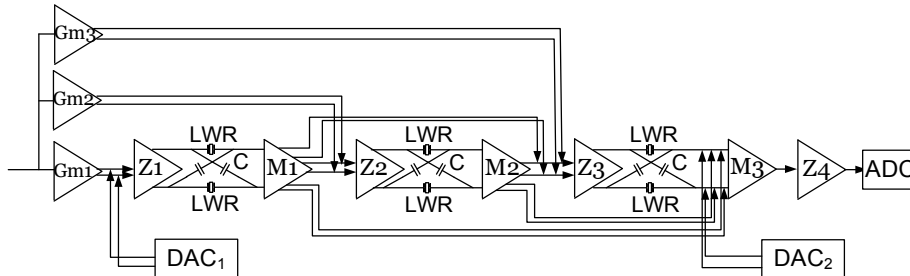 Gm3
Gm2
LWR LWR LWR
Gm1 Z1 C M1 Z2 C M2 Z3 C M3 Z4 ADC
LWR LWR LWR
DAC1 DAC2